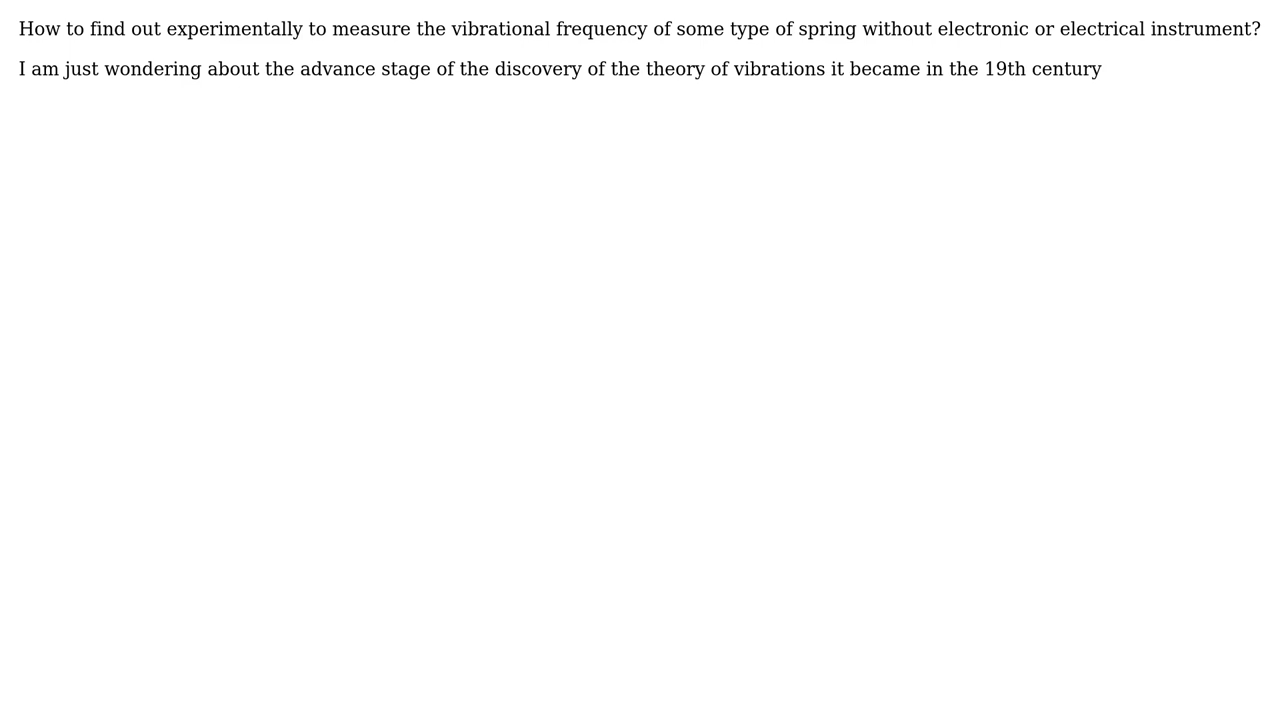 How to find out experimentally to measure the vibrational frequency of some type of spring without electronic or electrical instrument?
I am just wondering about the advance stage of the discovery of the theory of vibrations it became in the 19th century